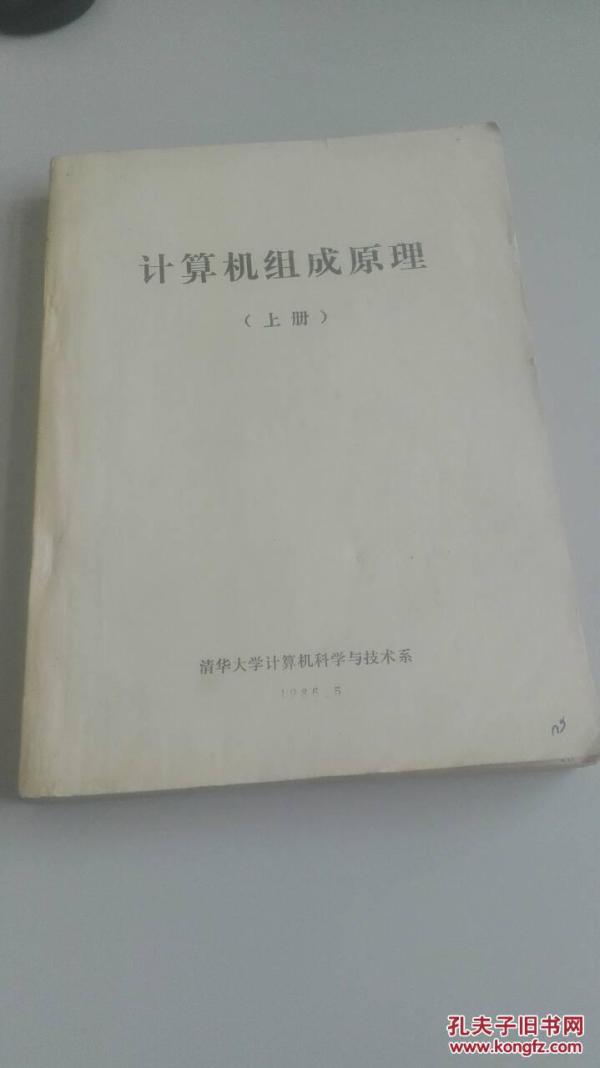 计算机组成原理
（上册）
清华大学计算机科学与技术系
孔夫子旧书网
www.kongfz.com